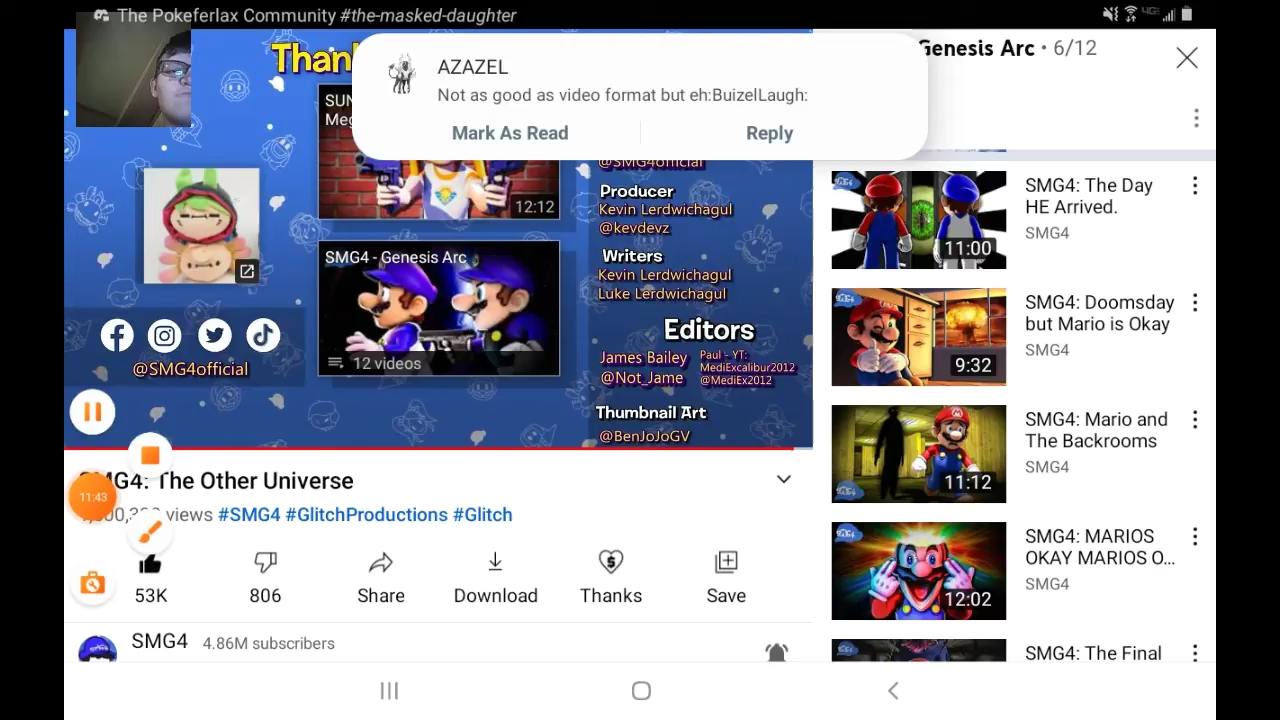 The Pokeferlax Community #the-masked-daughter
AZAZEL
Not as good as video format but eh:BuizelLaugh:
Mark As Read
Reply
Genesis Arc • 6/12
Than
SUN
Meg
12:12
SMG4 - Genesis Arc
12 videos
@SMG4official
@SMG4official
Producer
Kevin Lerdwichagul
@kevdevz
Writers
Kevin Lerdwichagul
Luke Lerdwichagul
Editors
James Bailey
@Not_Jame
Paul - YT:
MediExcalibur2012
@MediEx2012
Thumbnail Art
@BenJoJoGV
11:43
SMG4: The Other Universe
views #SMG4 #GlitchProductions #Glitch
53K
806
Share
Download
Thanks
Save
SMG4 4.86M subscribers
SMG4: The Day
HE Arrived.
SMG4
11:00
SMG4: Doomsday
but Mario is Okay
SMG4
9:32
SMG4: Mario and
The Backrooms
SMG4
11:12
SMG4: MARIOS
OKAY MARIOS O...
SMG4
12:02
SMG4: The Final